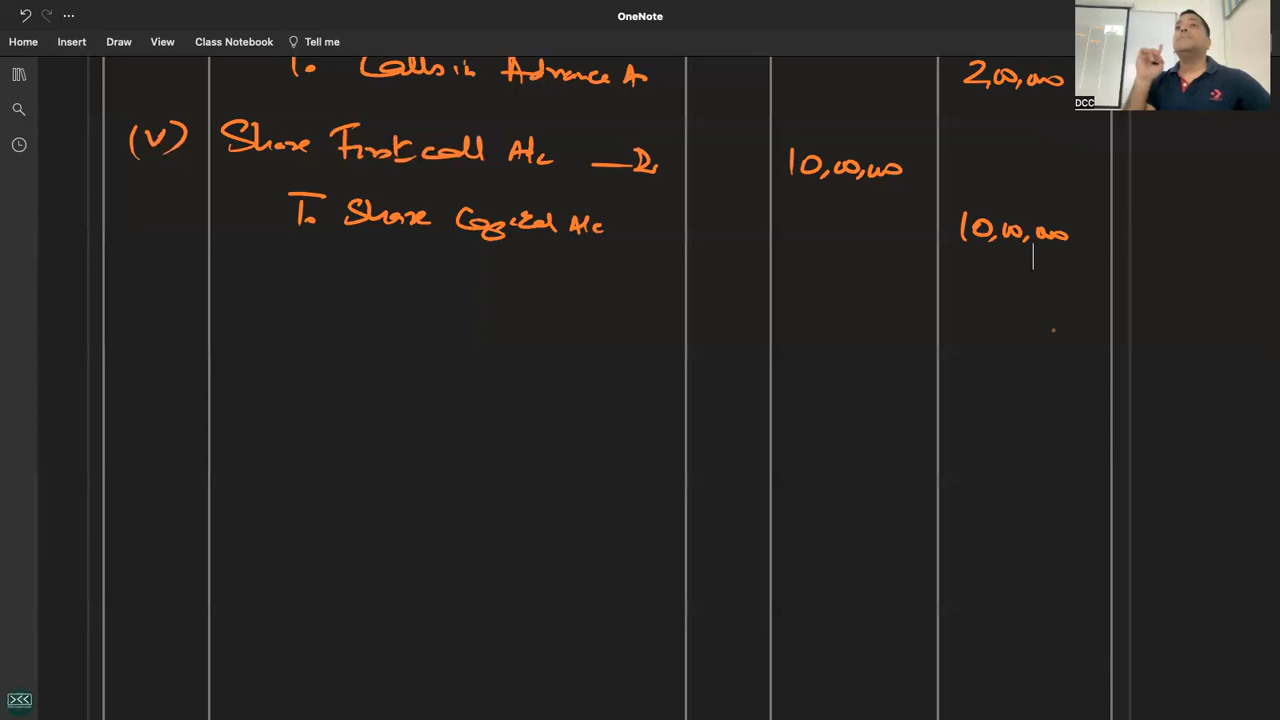 OneNote
Home Insert Draw View Class Notebook Tell me
To Calls in Advance A 2,00,000
(V) Share First call A/c — Dr 10,00,000
To Share Capital A/c 10,00,000
DCC